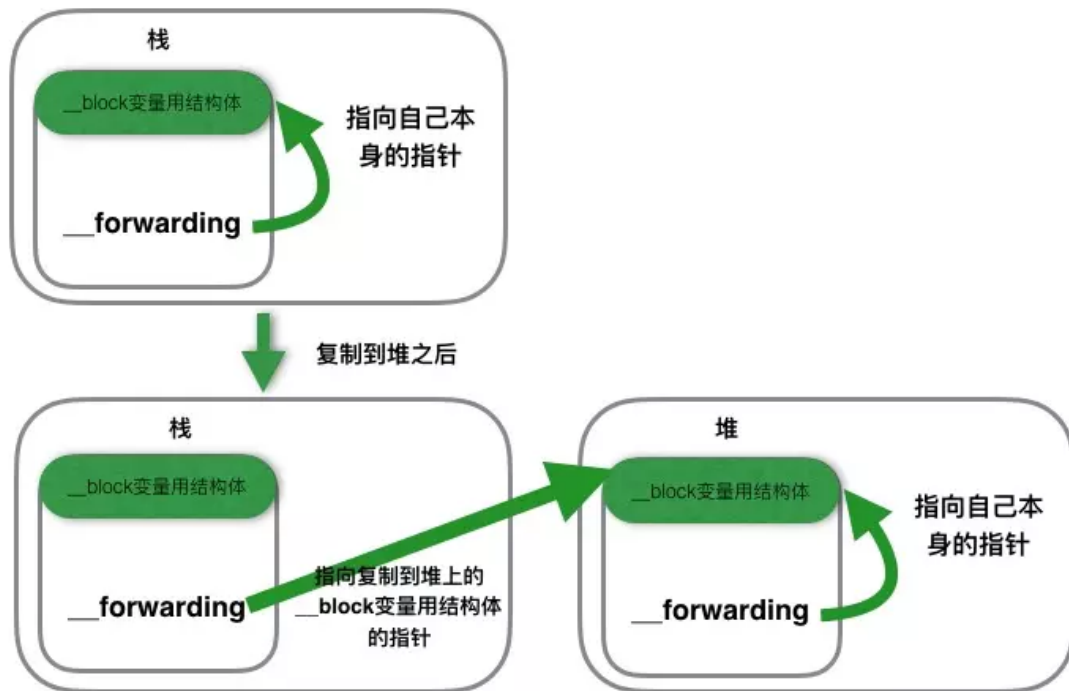 栈
__block变量用结构体
指向自己本
身的指针
__forwarding
复制到堆之后
栈
__block变量用结构体
指向复制到堆上的
__block变量用结构体
的指针
__forwarding
堆
__block变量用结构体
指向自己本
身的指针
__forwarding